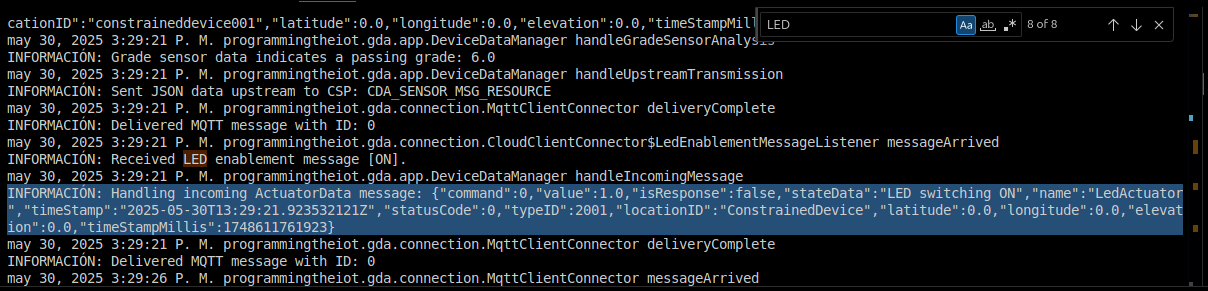 cationID":"constraineddevice001","latitude":0.0,"longitude":0.0,"elevation":0.0,"timeStampMill
LED
Aa
ab
.*
8 of 8
may 30, 2025 3:29:21 P. M. programmingtheiot.gda.app.DeviceDataManager handleGradeSensorAnalysis
INFORMACIÓN: Grade sensor data indicates a passing grade: 6.0
may 30, 2025 3:29:21 P. M. programmingtheiot.gda.app.DeviceDataManager handleUpstreamTransmission
INFORMACIÓN: Sent JSON data upstream to CSP: CDA_SENSOR_MSG_RESOURCE
may 30, 2025 3:29:21 P. M. programmingtheiot.gda.connection.MqttClientConnector deliveryComplete
INFORMACIÓN: Delivered MQTT message with ID: 0
may 30, 2025 3:29:21 P. M. programmingtheiot.gda.connection.CloudClientConnector$LedEnablementMessageListener messageArrived
INFORMACIÓN: Received LED enablement message [ON].
may 30, 2025 3:29:21 P. M. programmingtheiot.gda.app.DeviceDataManager handleIncomingMessage
INFORMACIÓN: Handling incoming ActuatorData message: {"command":0,"value":1.0,"isResponse":false,"stateData":"LED switching ON","name":"LedActuator
","timeStamp":"2025-05-30T13:29:21.923532121Z","statusCode":0,"typeID":2001,"locationID":"ConstrainedDevice","latitude":0.0,"longitude":0.0,"elevat
ion":0.0,"timeStampMillis":1748611761923}
may 30, 2025 3:29:21 P. M. programmingtheiot.gda.connection.MqttClientConnector deliveryComplete
INFORMACIÓN: Delivered MQTT message with ID: 0
may 30, 2025 3:29:26 P. M. programmingtheiot.gda.connection.MqttClientConnector messageArrived